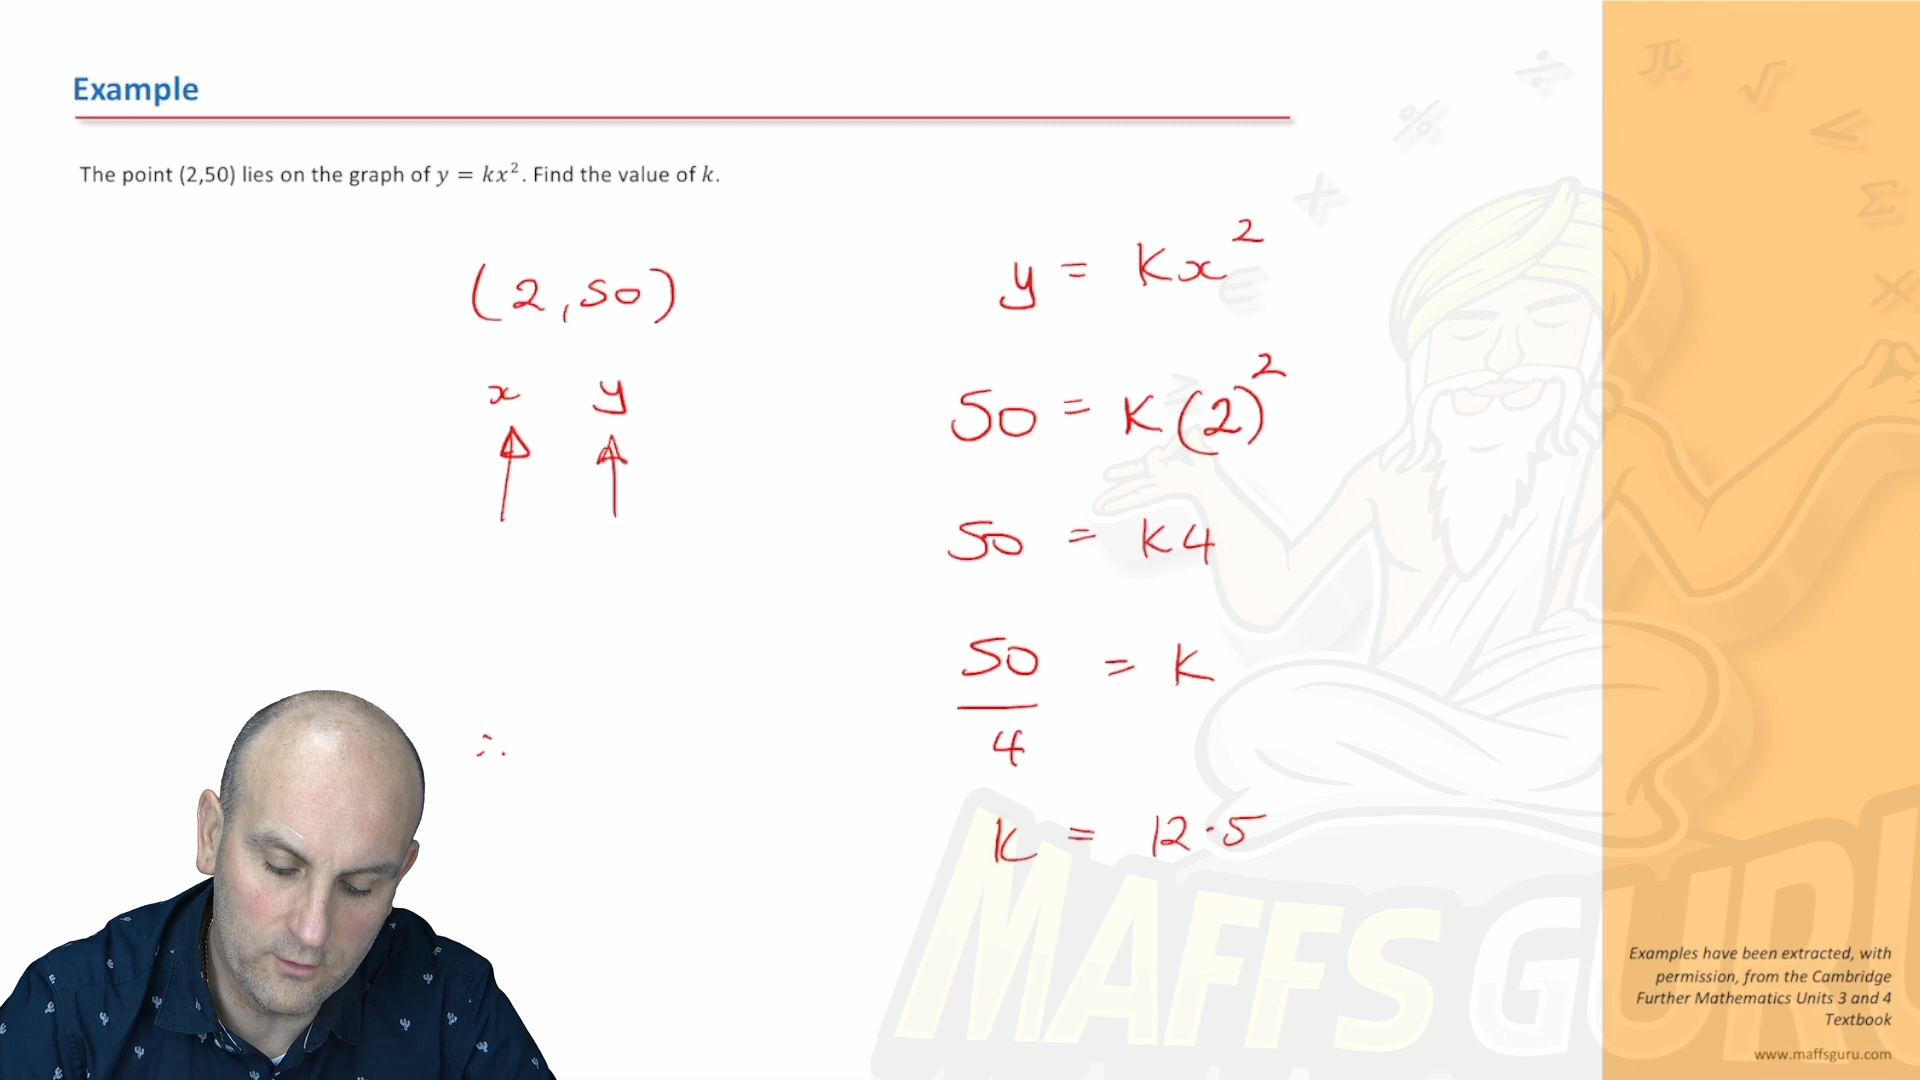 Example
The point (2,50) lies on the graph of y = kx². Find the value of k.
(2,50)
x y
∴
y = kx²
50 = k(2)²
50 = k4
50/4 = k
k = 12·5
MAFFS GURU
Examples have been extracted, with
permission, from the Cambridge
Further Mathematics Units 3 and 4
Textbook
www.maffsguru.com